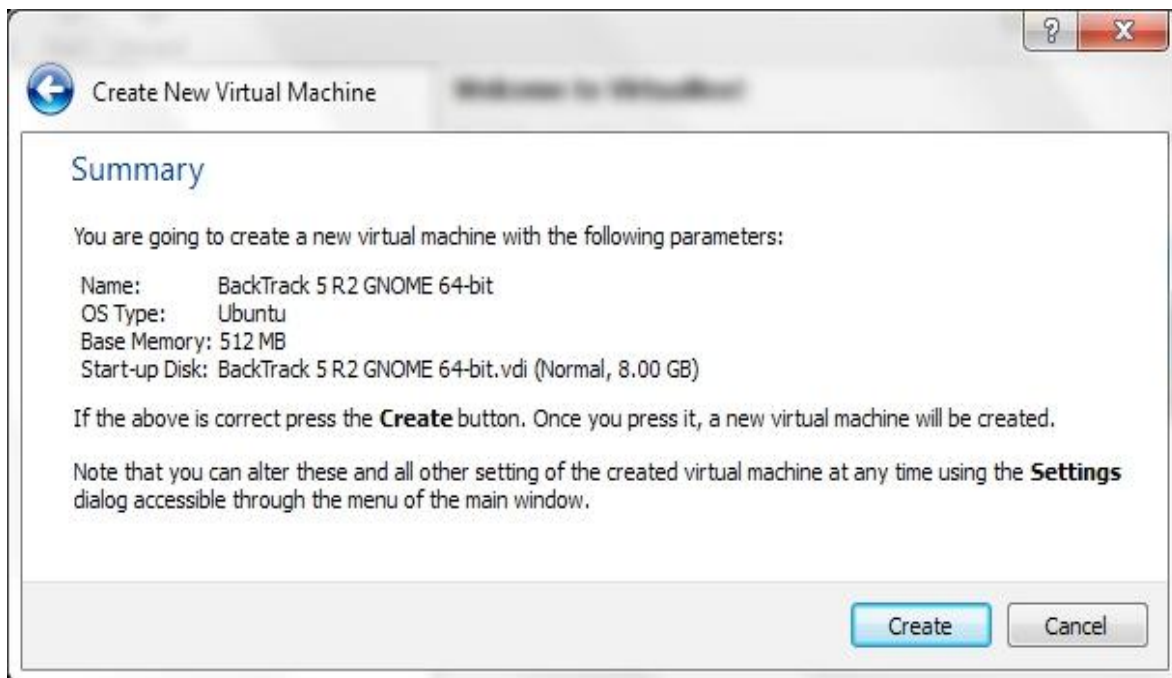 Create New Virtual Machine
Summary
You are going to create a new virtual machine with the following parameters:
Name: BackTrack 5 R2 GNOME 64-bit
OS Type: Ubuntu
Base Memory: 512 MB
Start-up Disk: BackTrack 5 R2 GNOME 64-bit.vdi (Normal, 8.00 GB)
If the above is correct press the Create button. Once you press it, a new virtual machine will be created.
Note that you can alter these and all other setting of the created virtual machine at any time using the Settings
dialog accessible through the menu of the main window.
Create Cancel